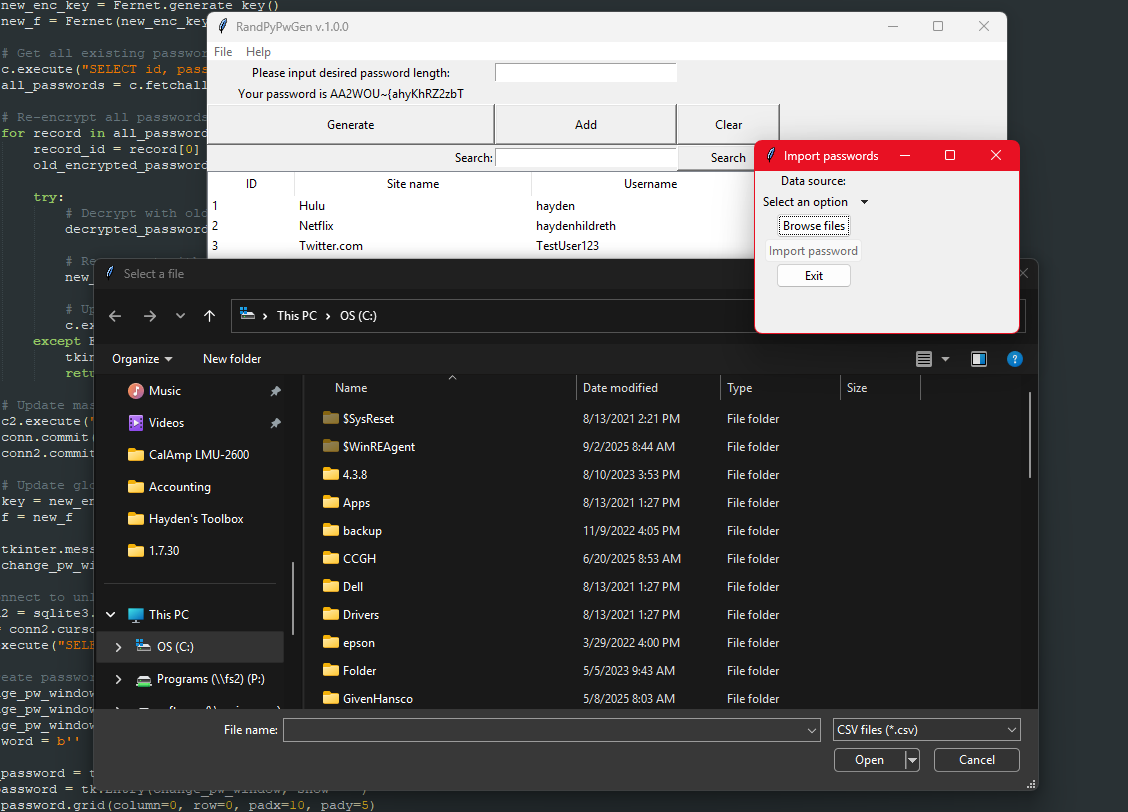 new_enc_key = Fernet.generate_key()
new_f = Fernet(new_enc_key
# Get all existing passwor
c.execute("SELECT id, pass
all_passwords = c.fetchall
# Re-encrypt all passwords
for record in all_password
record_id = record[0]
old_encrypted_password
try:
# Decrypt with old
decrypted_password
# Re
new_
# Up
c.ex
except E
tkin
retu
# Update mas
c2.execute("
conn.commit(
conn2.commit
# Update glo
key = new_en
f = new_f
tkinter.mess
change_pw_wi
nnect to unl
2 = sqlite3.
= conn2.curso
xecute("SELE
eate passwor
ge_pw_window
ge_pw_window
ge_pw_window
word = b''
password = t
password = tk.Entry(change_pw_window, show=
password.grid(column=0, row=0, padx=10, pady=5)
RandPyPwGen v.1.0.0
File Help
Please input desired password length:
Your password is AA2WOU~{ahyKhRZ2zbT
Generate Add Clear
Search: Search
ID Site name Username
1 Hulu hayden
2 Netflix haydenhildreth
3 Twitter.com TestUser123
Import passwords
Data source:
Select an option
Browse files
Import password
Exit
Select a file
This PC > OS (C:)
Organize New folder
Music
Videos
CalAmp LMU-2600
Accounting
Hayden's Toolbox
1.7.30
This PC
OS (C:)
Programs (\\fs2) (P:)
Name Date modified Type Size
$SysReset 8/13/2021 2:21 PM File folder
$WinREAgent 9/2/2025 8:44 AM File folder
4.3.8 8/10/2023 3:53 PM File folder
Apps 8/13/2021 1:27 PM File folder
backup 11/9/2022 4:05 PM File folder
CCGH 6/20/2025 8:53 AM File folder
Dell 8/13/2021 1:27 PM File folder
Drivers 8/13/2021 1:27 PM File folder
epson 3/29/2022 4:00 PM File folder
Folder 5/5/2023 9:43 AM File folder
GivenHansco 5/8/2025 8:03 AM File folder
File name: CSV files (*.csv)
Open Cancel